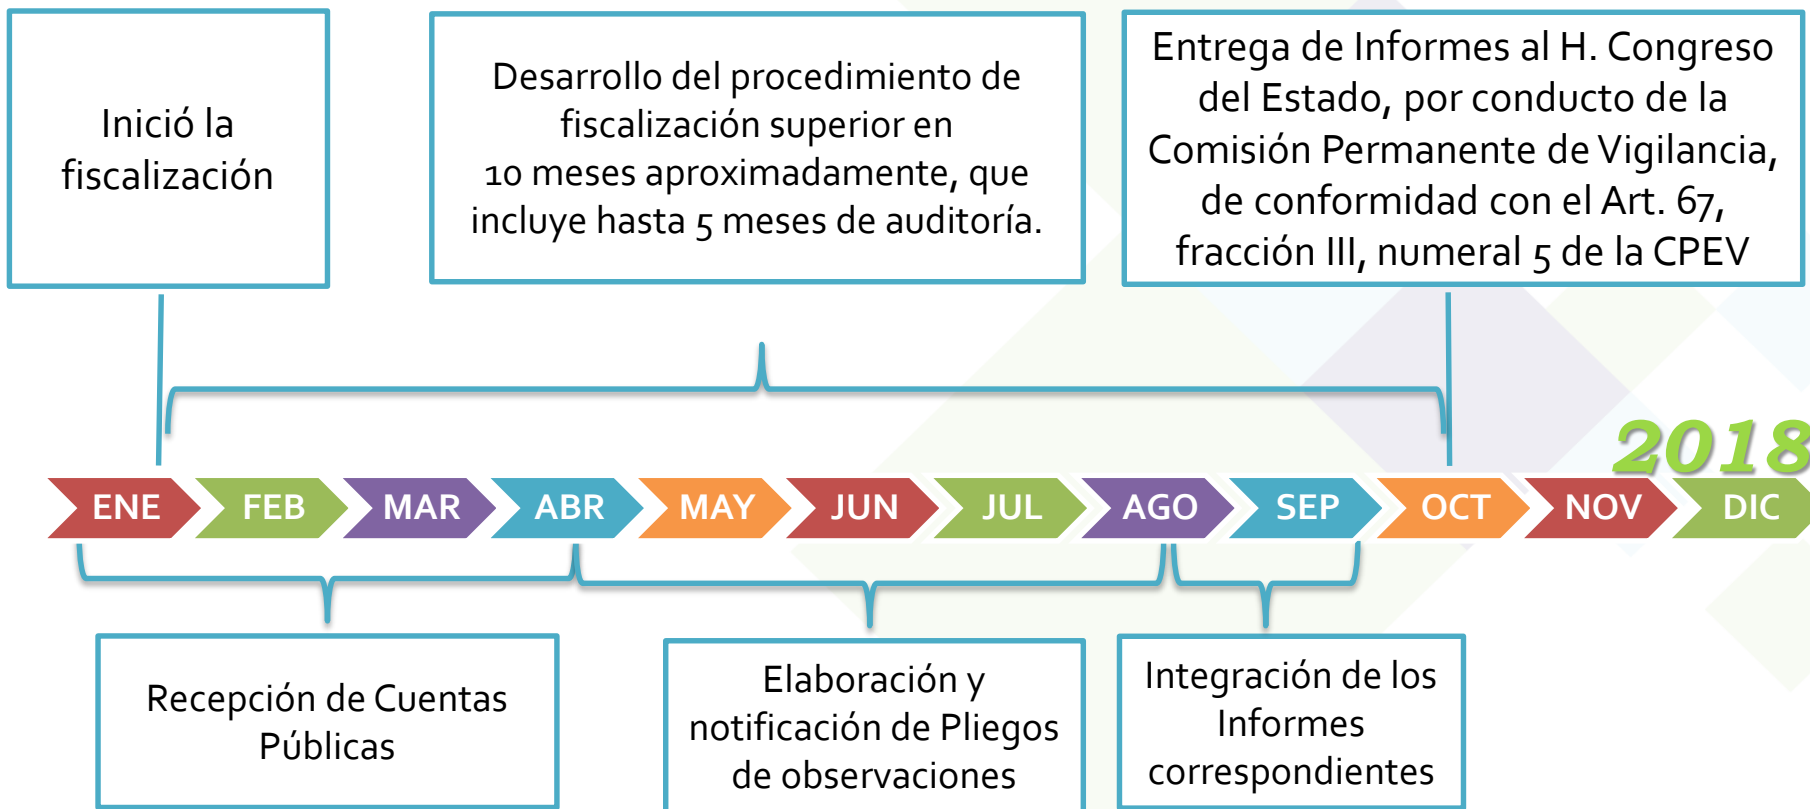 Inició la
fiscalización
Desarrollo del procedimiento de
fiscalización superior en
10 meses aproximadamente, que
incluye hasta 5 meses de auditoría.
Entrega de Informes al H. Congreso
del Estado, por conducto de la
Comisión Permanente de Vigilancia,
de conformidad con el Art. 67,
fracción III, numeral 5 de la CPEV
2018
ENE FEB MAR ABR MAY JUN JUL AGO SEP OCT NOV DIC
Recepción de Cuentas
Públicas
Elaboración y
notificación de Pliegos
de observaciones
Integración de los
Informes
correspondientes